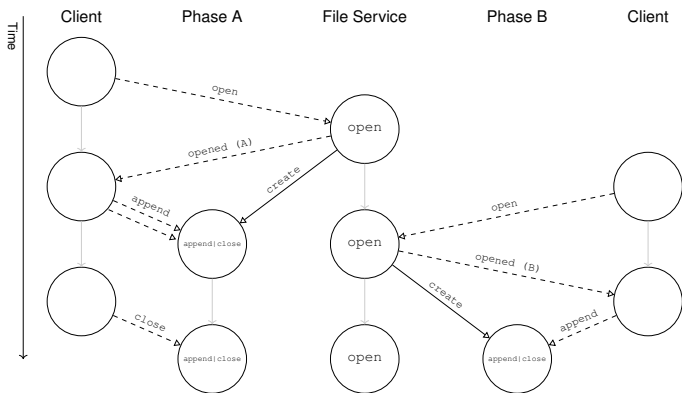 Client Phase A File Service Phase B Client
Time
open
open
opened (A)
create
append
open
append|close
open
opened (B)
create
append
close
append|close
open
append|close